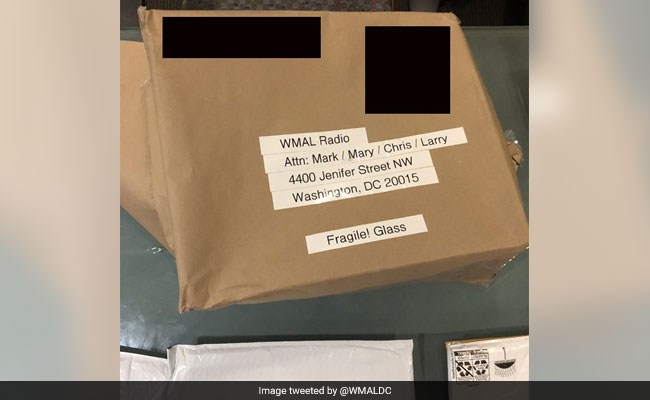 WMAL Radio
Attn: Mark / Mary / Chris / Larry
4400 Jenifer Street NW
Washington, DC 20015
Fragile! Glass
Image tweeted by @WMALDC